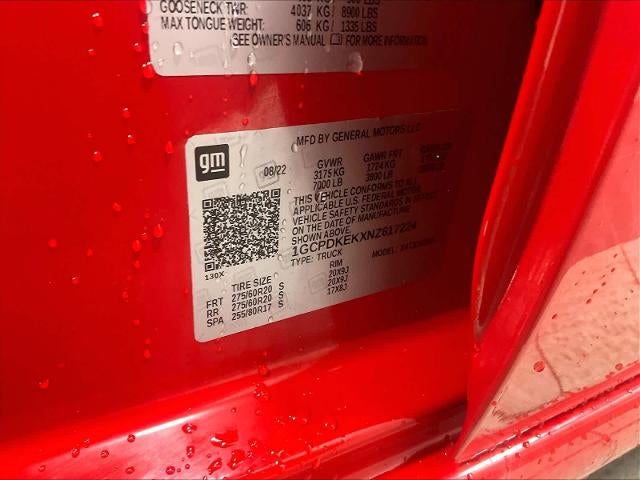 GOOSENECK TWR: 4037 KG/ 8900 LBS
MAX TONGUE WEIGHT: 606 KG/ 1335 LBS
SEE OWNER'S MANUAL FOR MORE INFORMATION
MFD BY GENERAL MOTORS LLC
gm
08/22 GVWR GAWR FRT
3175 KG 1724 KG
7000 LB 3800 LB
THIS VEHICLE CONFORMS TO ALL
APPLICABLE U.S. FEDERAL MOTOR
VEHICLE SAFETY STANDARDS IN EFFECT
ON THE DATE OF MANUFACTURE
SHOWN ABOVE.
1GCPDKEKXNZ617224
TYPE: TRUCK MODEL:
130X
TIRE SIZE RIM
FRT 275/60R20 S 20X9J
RR 275/60R20 S 20X9J
SPA 255/80R17 S 17X8J